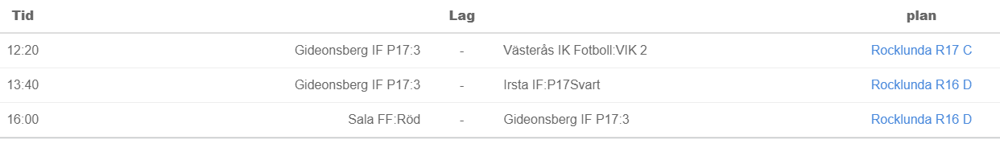 Tid Lag plan
12:20 Gideonsberg IF P17:3 - Västerås IK Fotboll:VIK 2 Rocklunda R17 C
13:40 Gideonsberg IF P17:3 - Irsta IF:P17Svart Rocklunda R16 D
16:00 Sala FF:Röd - Gideonsberg IF P17:3 Rocklunda R16 D